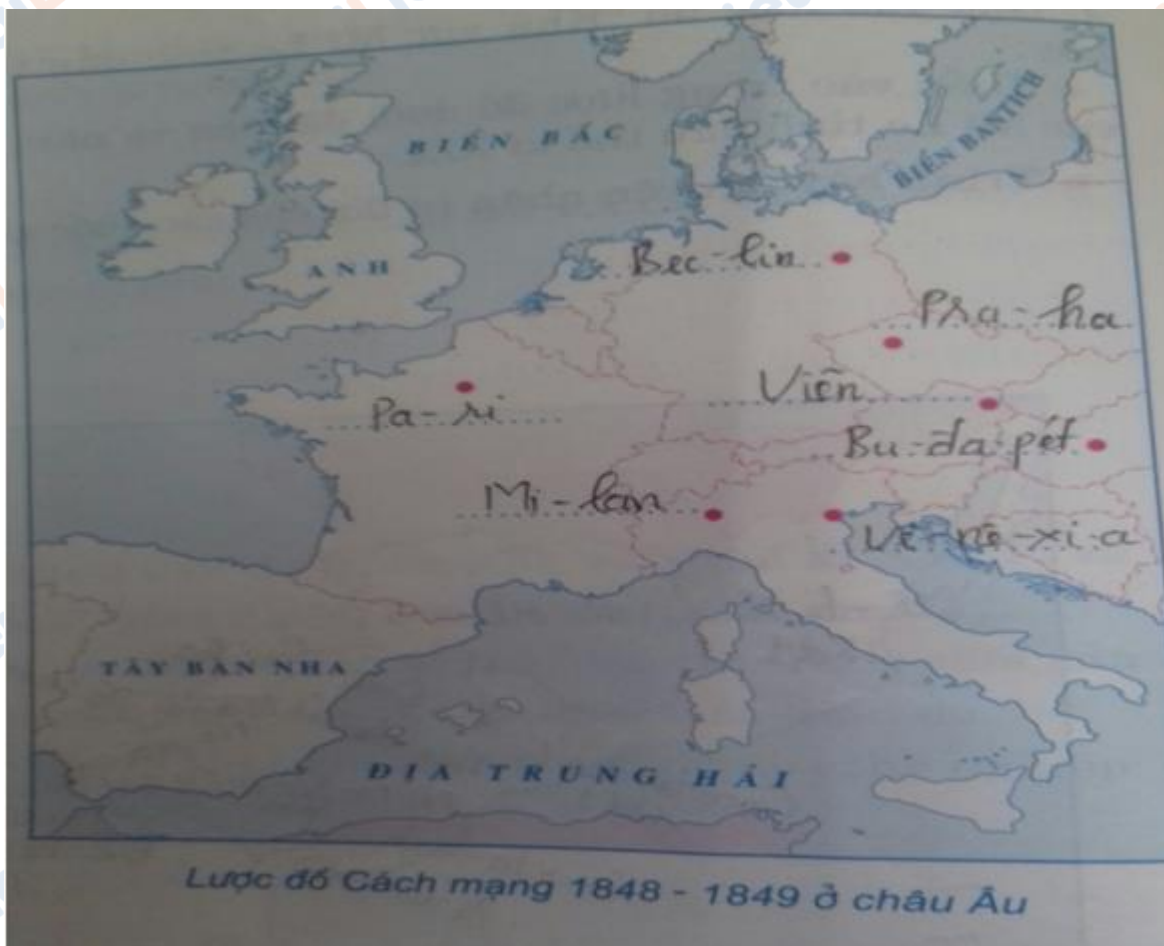 BIỂN BẮC
BIỂN BANTICH
ANH
Bec-lin
Pra-ha
Viên
Pa-ri
Bu-đa-pét
Mi-lan
Vê-nê-xi-a
TÂY BAN NHA
ĐỊA TRUNG HẢI
Lược đồ Cách mạng 1848 - 1849 ở châu Âu